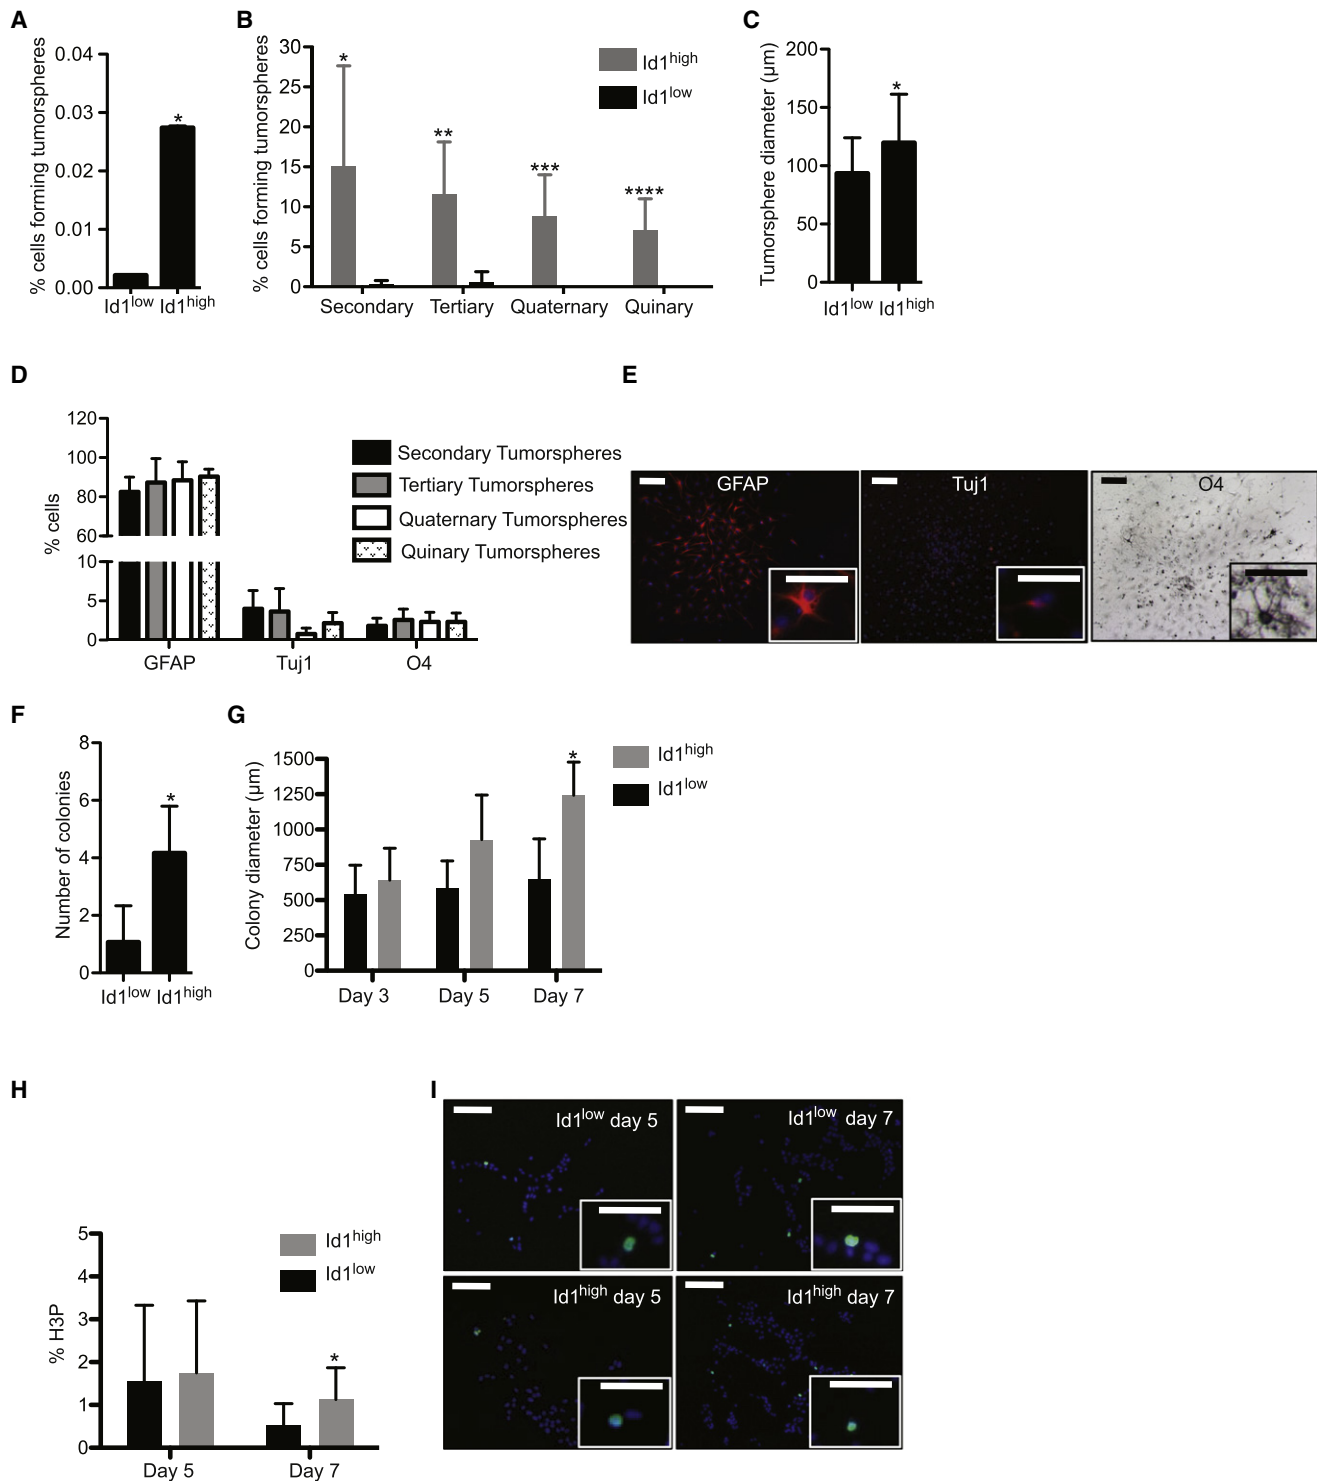 A
% cells forming tumorspheres
0.04
0.03
0.02
0.01
0.00
*
Id1low Id1high
B
% cells forming tumorspheres
30
25
20
15
10
5
0
* ** *** ****
Id1high
Id1low
Secondary Tertiary Quaternary Quinary
C
Tumorsphere diameter (µm)
200
150
100
50
0
*
Id1low Id1high
D
% cells
120
100
80
60
10
5
0
GFAP Tuj1 O4
Secondary Tumorspheres
Tertiary Tumorspheres
Quaternary Tumorspheres
Quinary Tumorspheres
E
GFAP
Tuj1
O4
F
Number of colonies
8
6
4
2
0
*
Id1low Id1high
G
Colony diameter (µm)
1500
1250
1000
750
500
250
0
*
Day 3 Day 5 Day 7
Id1high
Id1low
H
% H3P
5
4
3
2
1
0
*
Day 5 Day 7
Id1high
Id1low
I
Id1low day 5
Id1low day 7
Id1high day 5
Id1high day 7